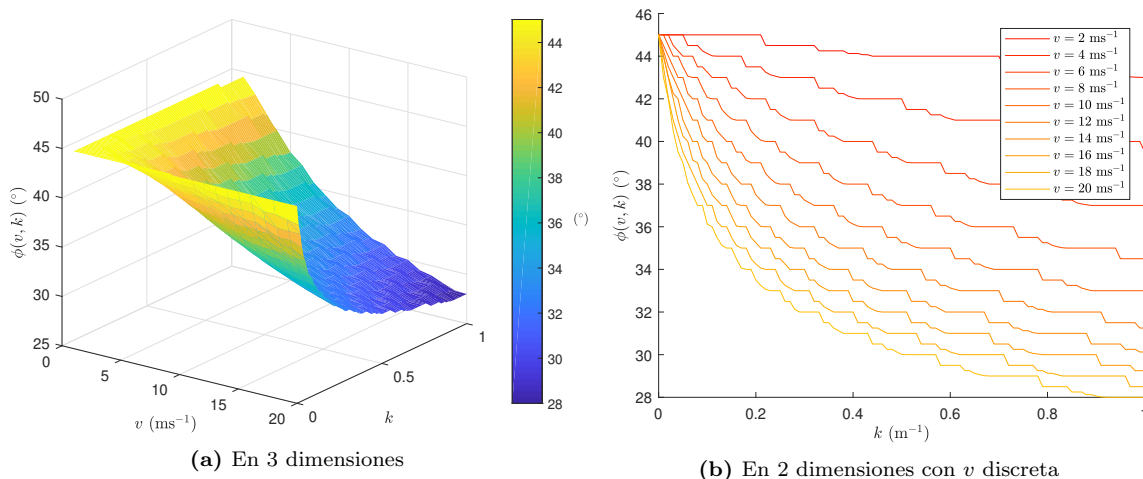 50
45
40
35
30
25
ϕ(v, k) (°)
0
5
10
15
20
v (ms⁻¹)
0
0.5
1
k
44
42
40
38
36
34
32
30
28
(°)
(a) En 3 dimensiones
46
44
42
40
38
36
34
32
30
28
ϕ(v, k) (°)
0
0.2
0.4
0.6
0.8
1
k (m⁻¹)
v = 2 ms⁻¹
v = 4 ms⁻¹
v = 6 ms⁻¹
v = 8 ms⁻¹
v = 10 ms⁻¹
v = 12 ms⁻¹
v = 14 ms⁻¹
v = 16 ms⁻¹
v = 18 ms⁻¹
v = 20 ms⁻¹
(b) En 2 dimensiones con v discreta